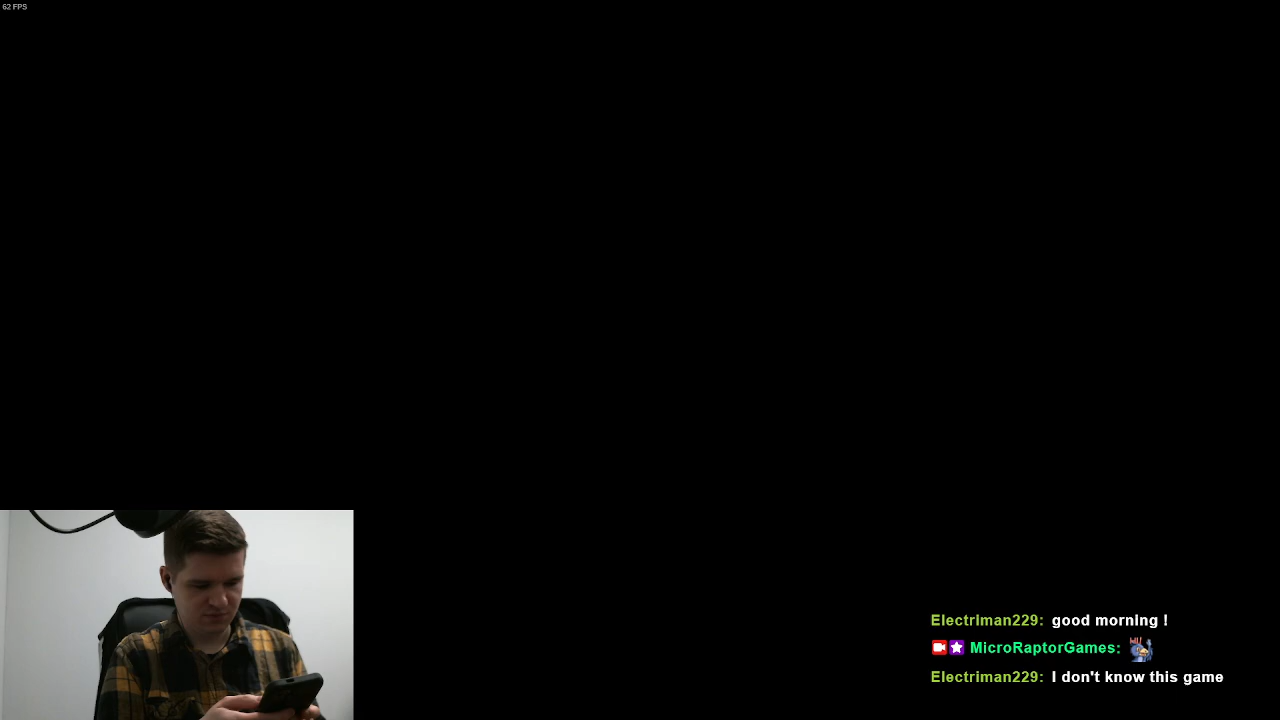 62 FPS
Electriman229: good morning !
MicroRaptorGames:
Electriman229: I don't know this game